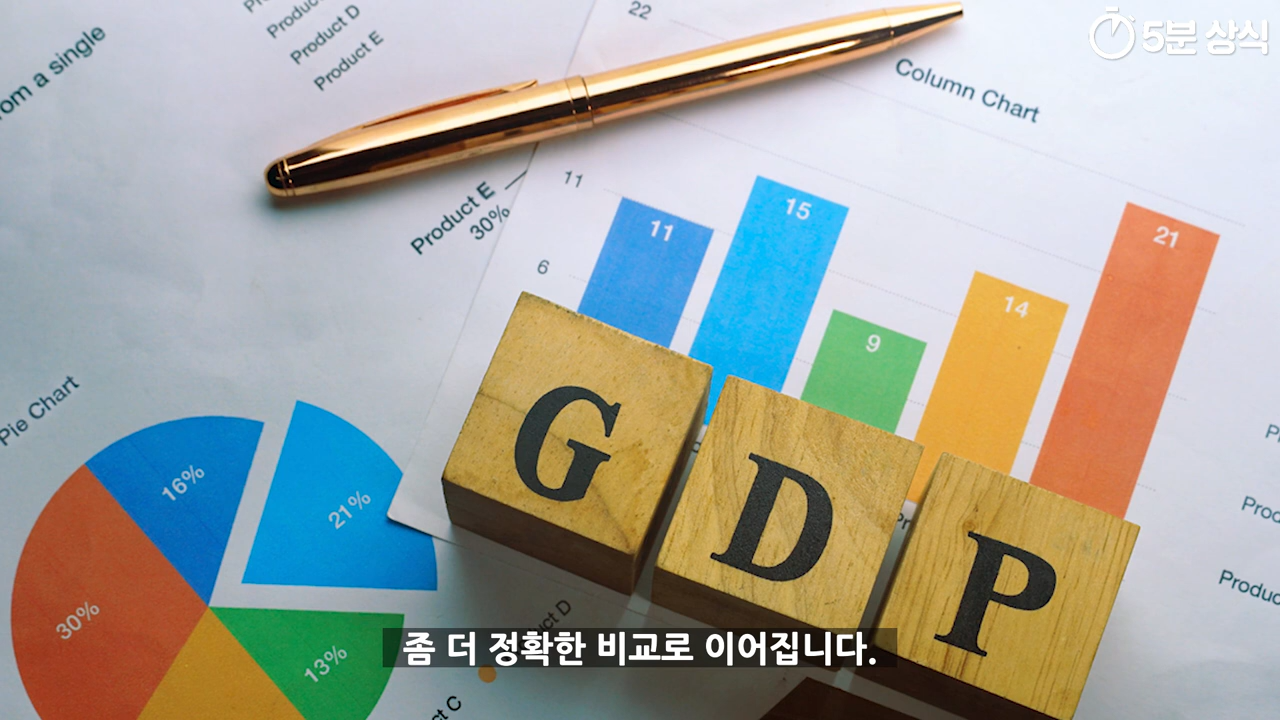 5분 상식
om a single
Product D
Product E
22
Column Chart
11
Product E
30%
6
11
15
9
14
21
Pie Chart
16%
21%
30%
13%
G
D
P
좀 더 정확한 비교로 이어집니다.